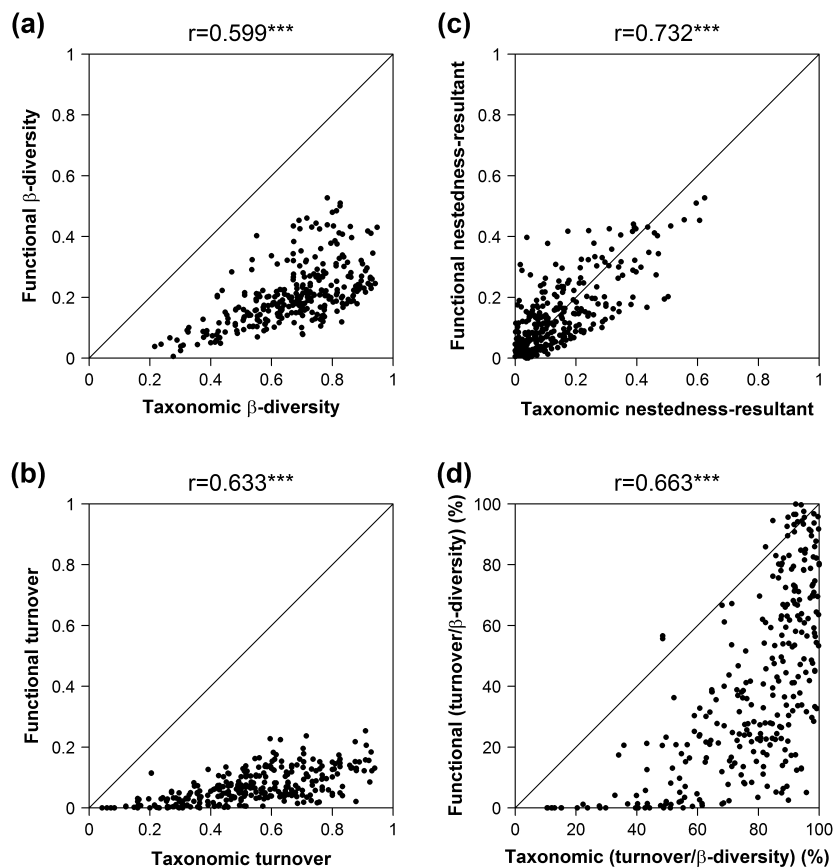 (a)
r=0.599***
Functional β-diversity
1
0.8
0.6
0.4
0.2
0
0 0.2 0.4 0.6 0.8 1
Taxonomic β-diversity
(c)
r=0.732***
Functional nestedness-resultant
1
0.8
0.6
0.4
0.2
0
0 0.2 0.4 0.6 0.8 1
Taxonomic nestedness-resultant
(b)
r=0.633***
Functional turnover
1
0.8
0.6
0.4
0.2
0
0 0.2 0.4 0.6 0.8 1
Taxonomic turnover
(d)
r=0.663***
Functional (turnover/β-diversity) (%)
100
80
60
40
20
0
0 20 40 60 80 100
Taxonomic (turnover/β-diversity) (%)